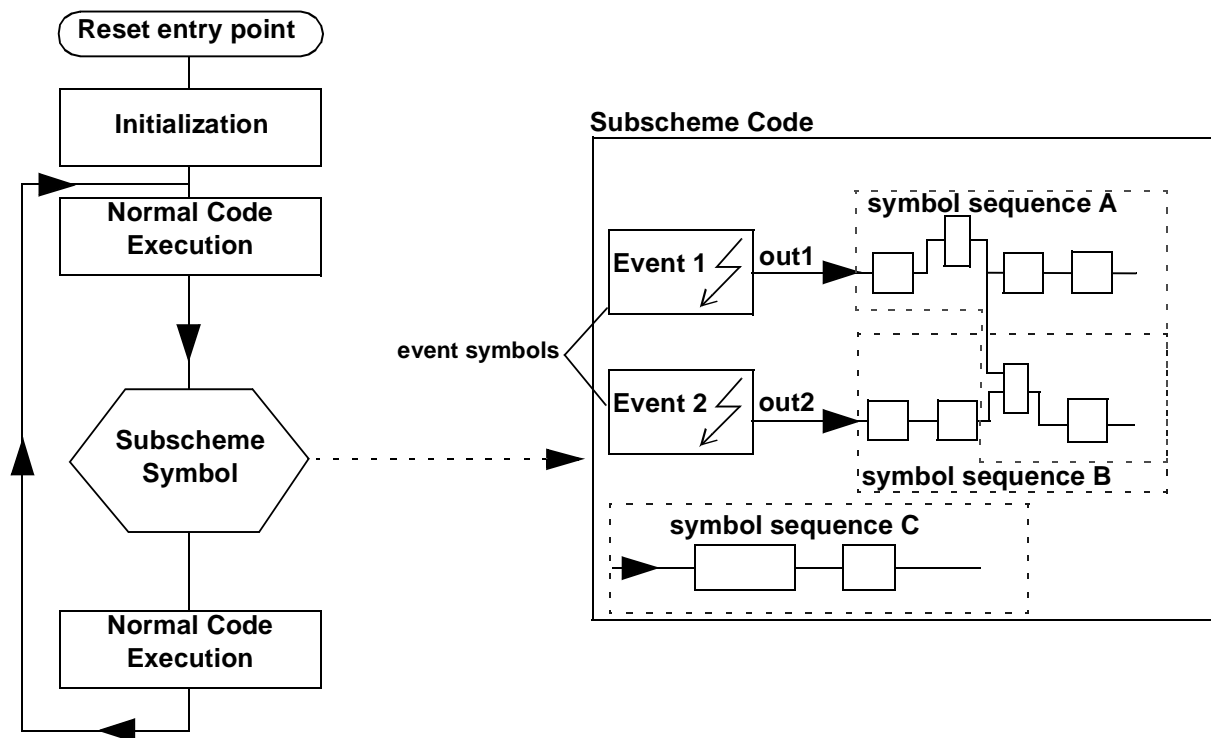 Reset entry point
Initialization
Normal Code
Execution
Subscheme
Symbol
Normal Code
Execution
Subscheme Code
symbol sequence A
Event 1
out1
event symbols
Event 2
out2
symbol sequence B
symbol sequence C